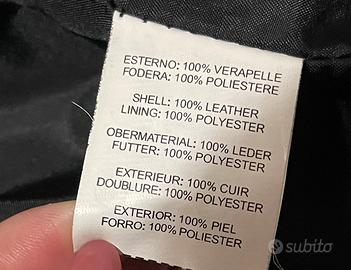 ESTERNO: 100% VERAPELLE
FODERA: 100% POLIESTERE
SHELL: 100% LEATHER
LINING: 100% POLYESTER
OBERMATERIAL: 100% LEDER
FUTTER: 100% POLYESTER
EXTERIEUR: 100% CUIR
DOUBLURE: 100% POLYESTER
EXTERIOR: 100% PIEL
FORRO: 100% POLIESTER
subito